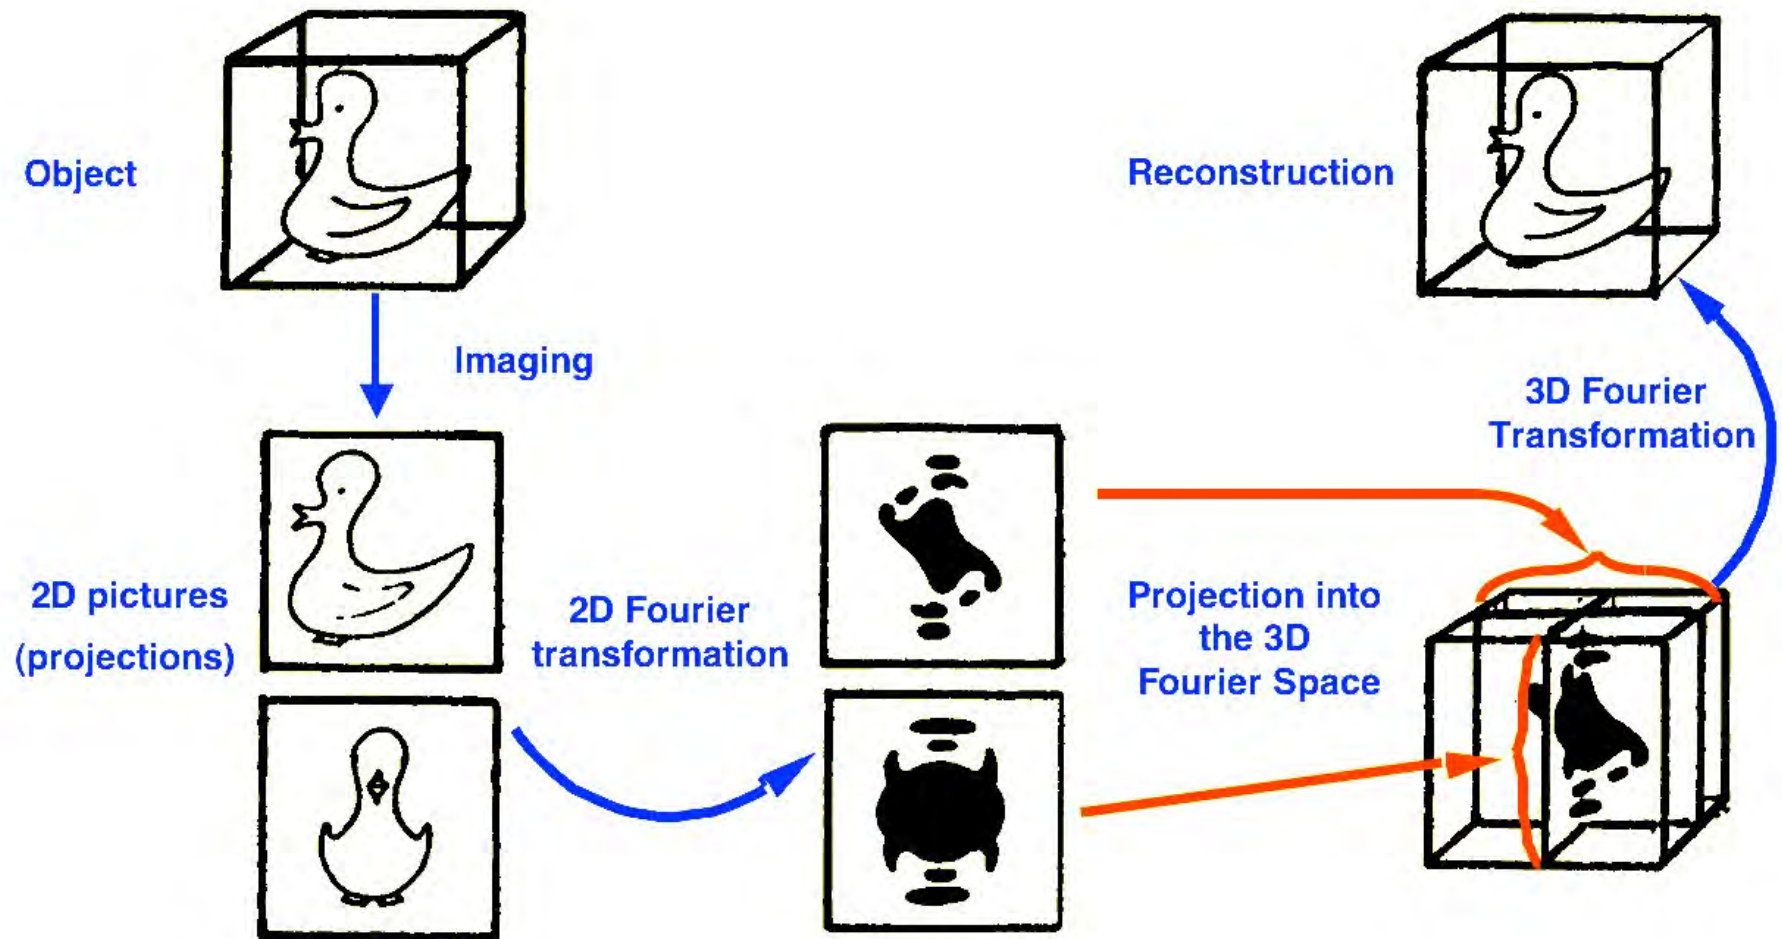 Object
Reconstruction
Imaging
3D Fourier
Transformation
2D pictures
(projections)
2D Fourier
transformation
Projection into
the 3D
Fourier Space